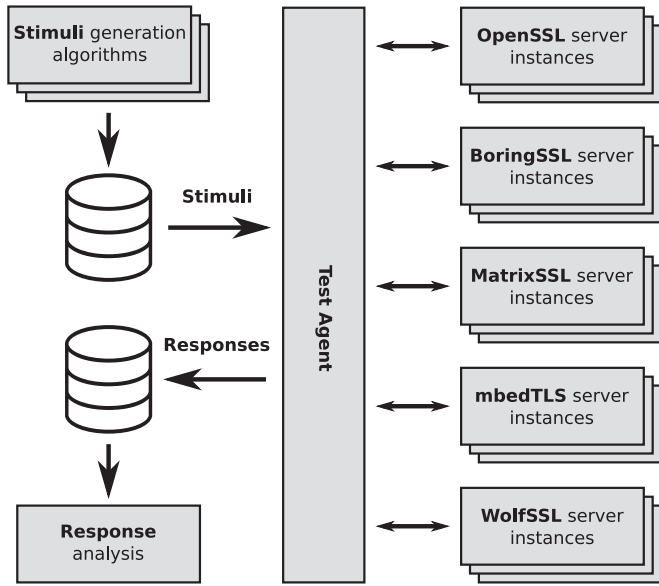 Stimuli generation
algorithms
Stimuli
Responses
Response
analysis
Test Agent
OpenSSL server
instances
BoringSSL server
instances
MatrixSSL server
instances
mbedTLS server
instances
WolfSSL server
instances